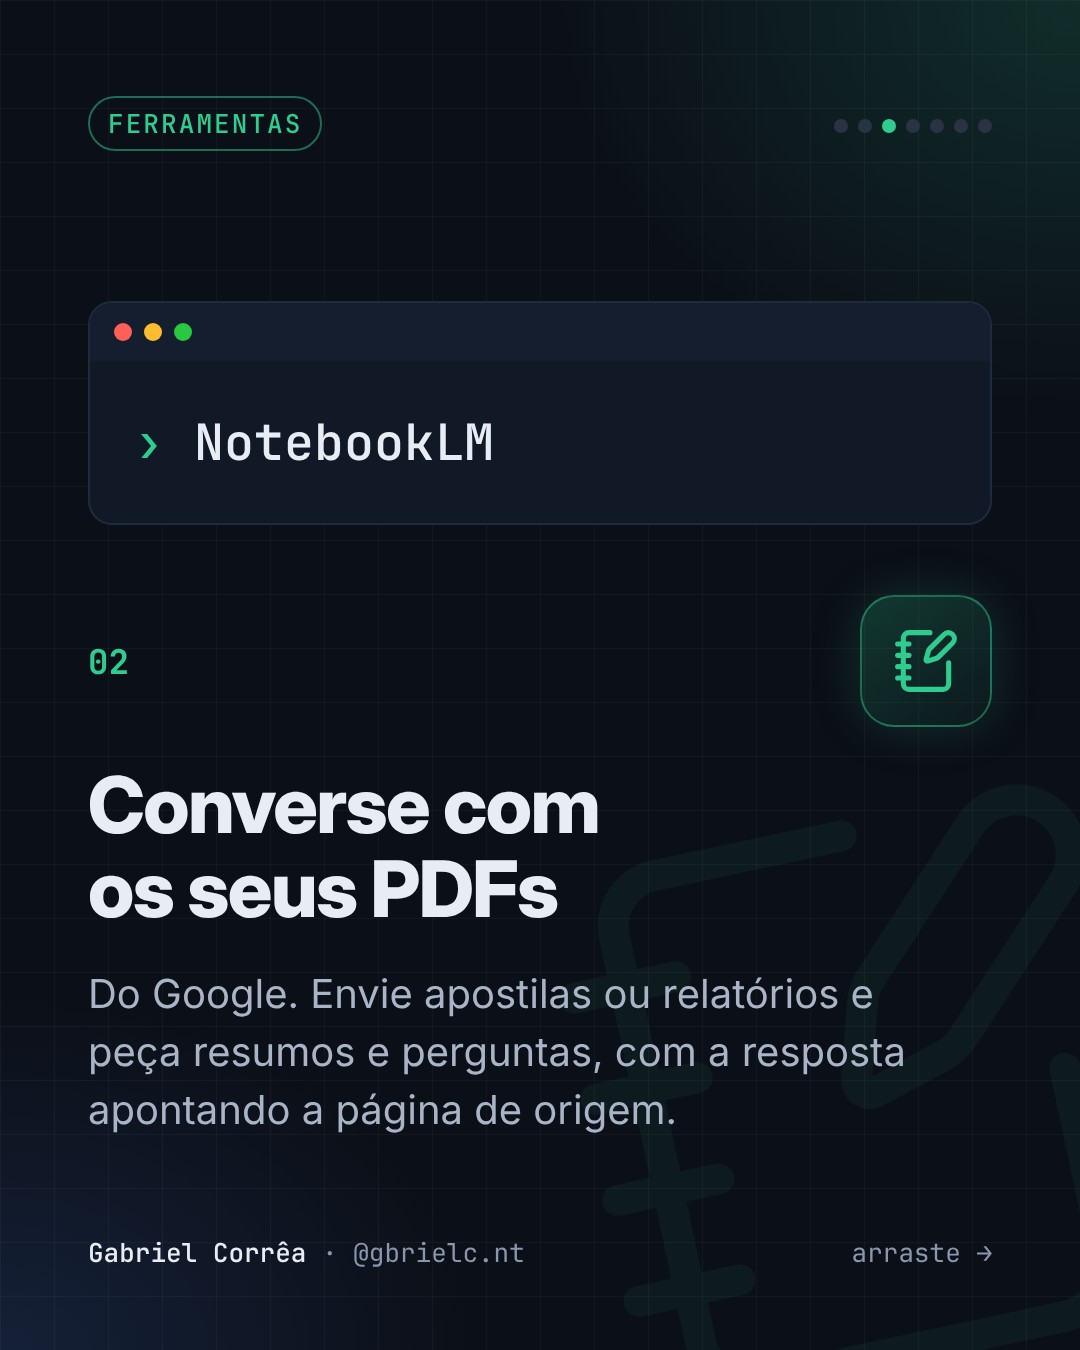 FERRAMENTAS
› NotebookLM
02
Converse com
os seus PDFs
Do Google. Envie apostilas ou relatórios e
peça resumos e perguntas, com a resposta
apontando a página de origem.
Gabriel Corrêa · @gbrielc.nt
arraste →